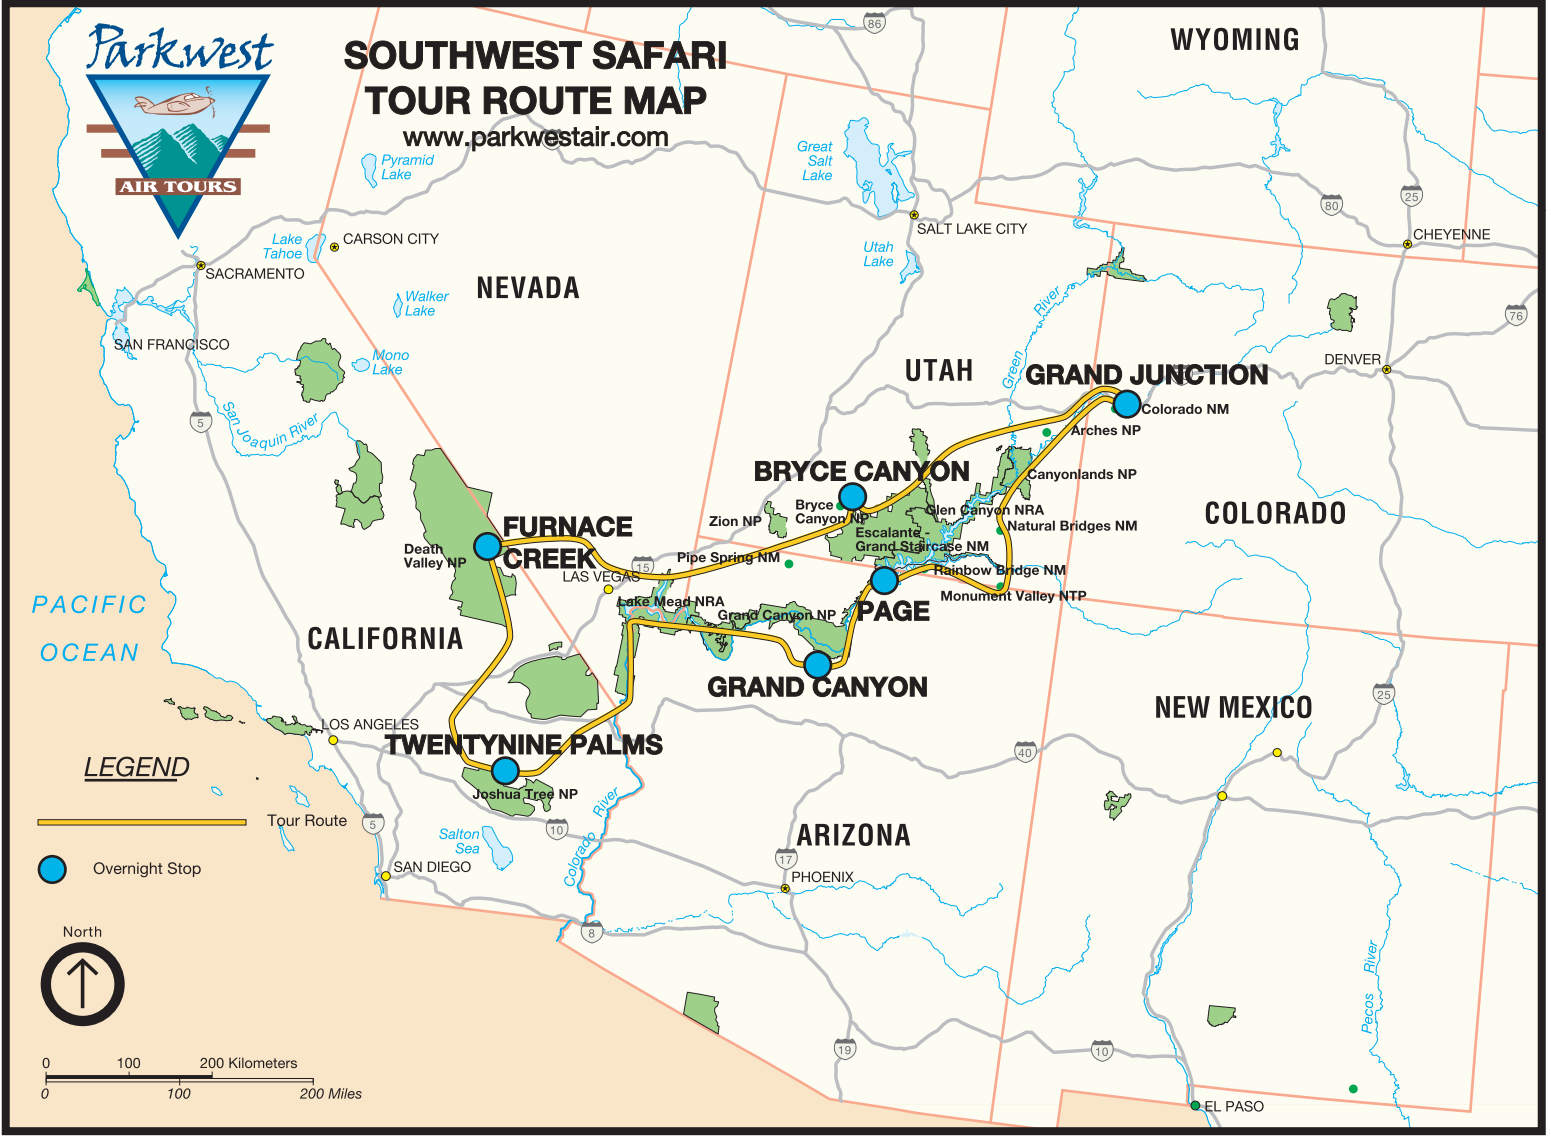 Parkwest
AIR TOURS
SOUTHWEST SAFARI
TOUR ROUTE MAP
www.parkwestair.com
86
WYOMING
Pyramid
Lake
Great
Salt
Lake
80
25
Lake
Tahoe
CARSON CITY
SALT LAKE CITY
CHEYENNE
SACRAMENTO
Utah
Lake
NEVADA
Walker
Lake
River
Green
76
SAN FRANCISCO
Mono
Lake
UTAH
GRAND JUNCTION
DENVER
5
San Joaquin River
Colorado NM
Arches NP
BRYCE CANYON
Canyonlands NP
Bryce
Canyon NP
Zion NP
Glen Canyon NRA
COLORADO
Natural Bridges NM
FURNACE
CREEK
Escalante -
Grand Staircase NM
Death
Valley NP
Pipe Spring NM
15
LAS VEGAS
Rainbow Bridge NM
Monument Valley NTP
PACIFIC
OCEAN
Lake Mead NRA
Grand Canyon NP
PAGE
CALIFORNIA
GRAND CANYON
25
NEW MEXICO
LOS ANGELES
TWENTYNINE PALMS
40
LEGEND
Joshua Tree NP
Tour Route
5
10
Salton
Sea
Colorado River
ARIZONA
17
Overnight Stop
SAN DIEGO
PHOENIX
North
8
Pecos River
19
10
0 100 200 Kilometers
0 100 200 Miles
EL PASO